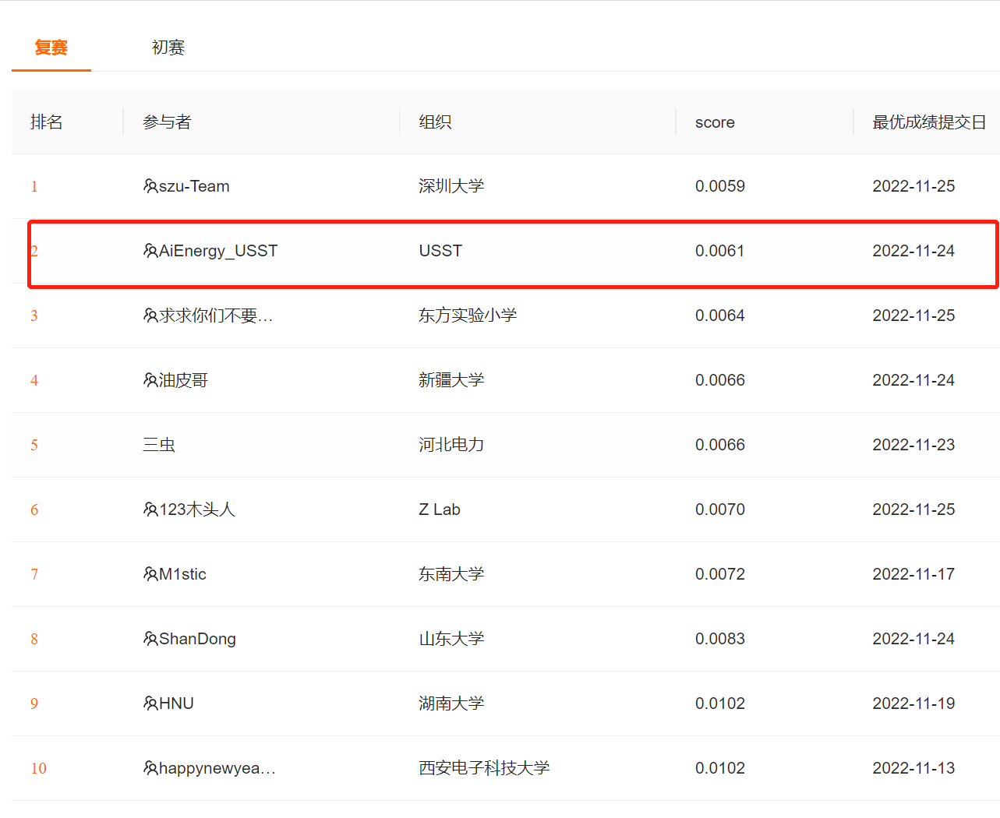 复赛 初赛
排名 参与者 组织 score 最优成绩提交日
1 szu-Team 深圳大学 0.0059 2022-11-25
2 AiEnergy_USST USST 0.0061 2022-11-24
3 求求你们不要… 东方实验小学 0.0064 2022-11-25
4 油皮哥 新疆大学 0.0066 2022-11-24
5 三虫 河北电力 0.0066 2022-11-23
6 123木头人 Z Lab 0.0070 2022-11-25
7 M1stic 东南大学 0.0072 2022-11-17
8 ShanDong 山东大学 0.0083 2022-11-24
9 HNU 湖南大学 0.0102 2022-11-19
10 happynewyea… 西安电子科技大学 0.0102 2022-11-13